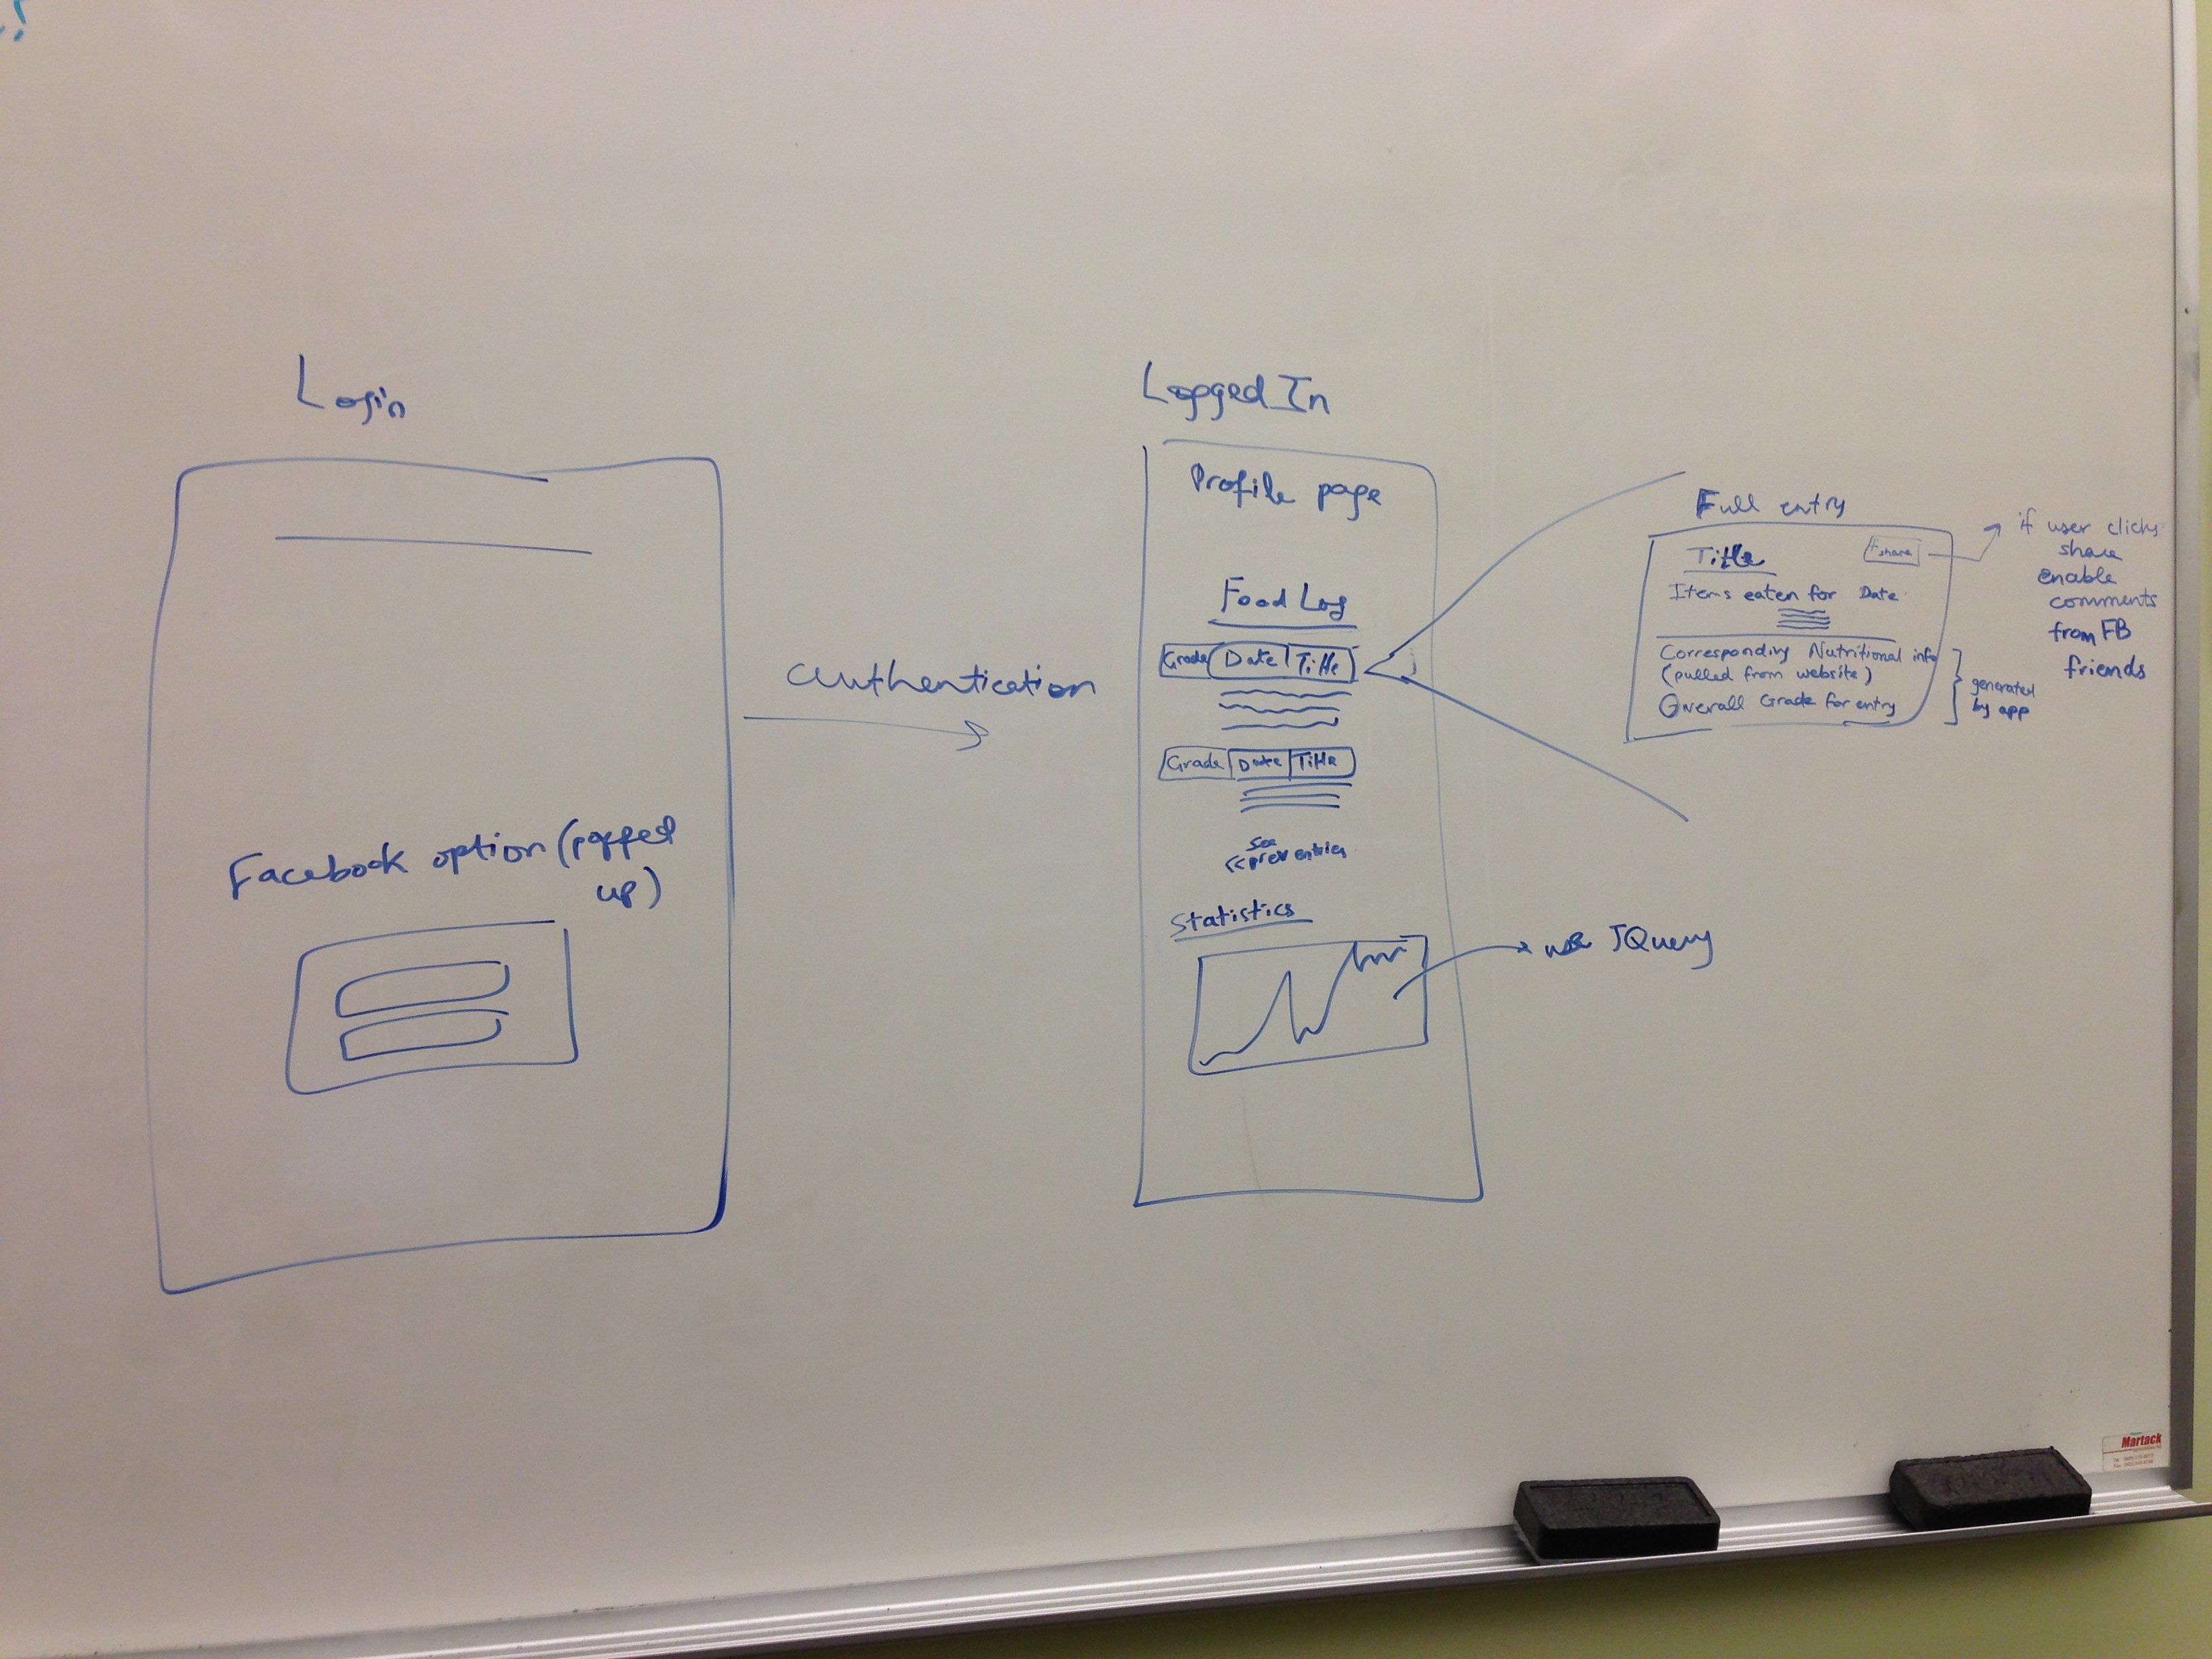 Login
Facebook option (popped
up)
authentication
Logged In
Profile page
Food Log
Grade Date Title
Grade Date Title
see
<< prev entries
Statistics
use JQuery
Full entry
Title
+ share
Items eaten for Date
Corresponding Nutritional info
(pulled from website)
Overall Grade for entry
generated
by app
if user clicks
share
enable
comments
from FB
friends
Martack